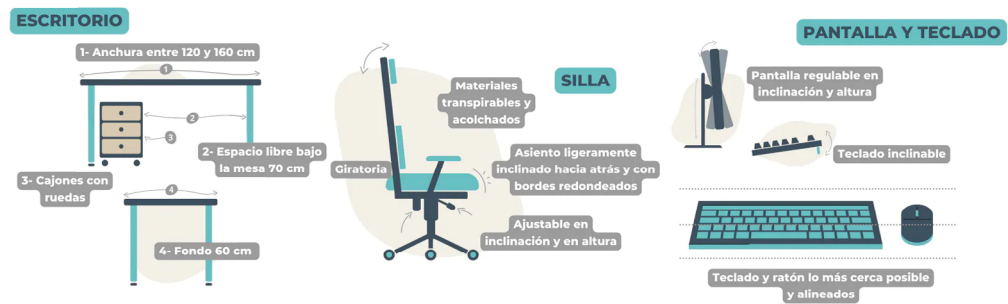 ESCRITORIO
1- Anchura entre 120 y 160 cm
1
2
3
2- Espacio libre bajo
la mesa 70 cm
3- Cajones con
ruedas
4
4- Fondo 60 cm
SILLA
Materiales
transpirables y
acolchados
Giratoria
Asiento ligeramente
inclinado hacia atrás y con
bordes redondeados
Ajustable en
inclinación y en altura
PANTALLA Y TECLADO
Pantalla regulable en
inclinación y altura
Teclado inclinable
Teclado y ratón lo más cerca posible
y alineados